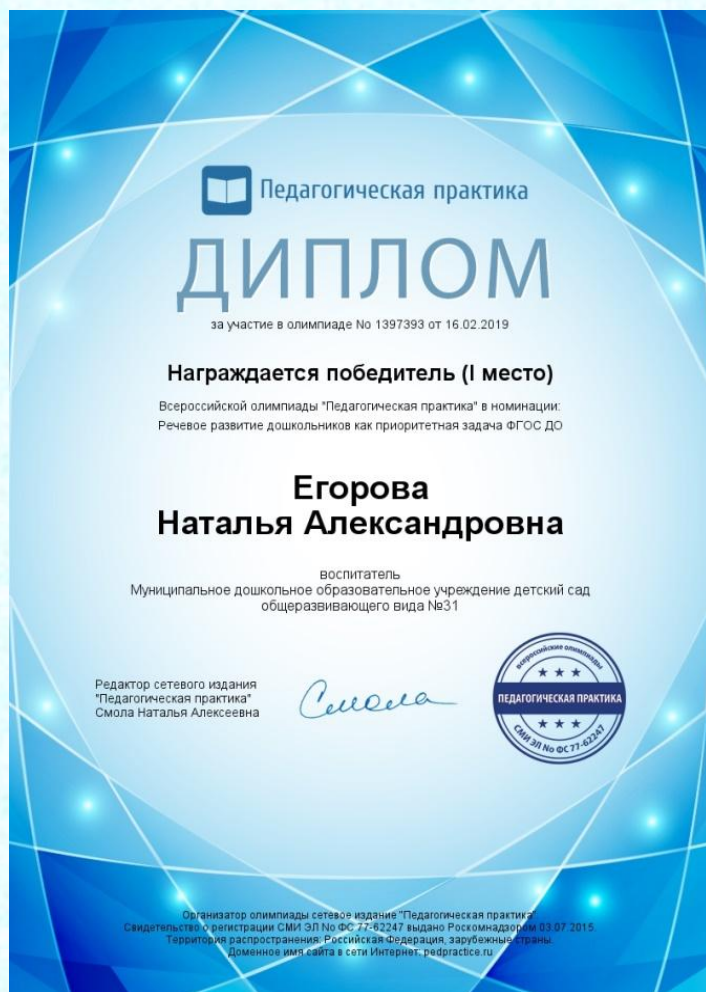 Педагогическая практика
ДИПЛОМ
за участие в олимпиаде No 1397393 от 16.02.2019
Награждается победитель (I место)
Всероссийской олимпиады "Педагогическая практика" в номинации:
Речевое развитие дошкольников как приоритетная задача ФГОС ДО
Егорова
Наталья Александровна
воспитатель
Муниципальное дошкольное образовательное учреждение детский сад
общеразвивающего вида №31
Редактор сетевого издания
"Педагогическая практика"
Смола Наталья Алексеевна
Смола
всероссийские олимпиады
ПЕДАГОГИЧЕСКАЯ ПРАКТИКА
СМИ ЭЛ No ФС 77-62247
Организатор олимпиады сетевое издание "Педагогическая практика"
Свидетельство о регистрации СМИ ЭЛ No ФС 77-62247 выдано Роскомнадзором 03.07.2015.
Территория распространения: Российская Федерация, зарубежные страны.
Доменное имя сайта в сети Интернет: pedpractice.ru